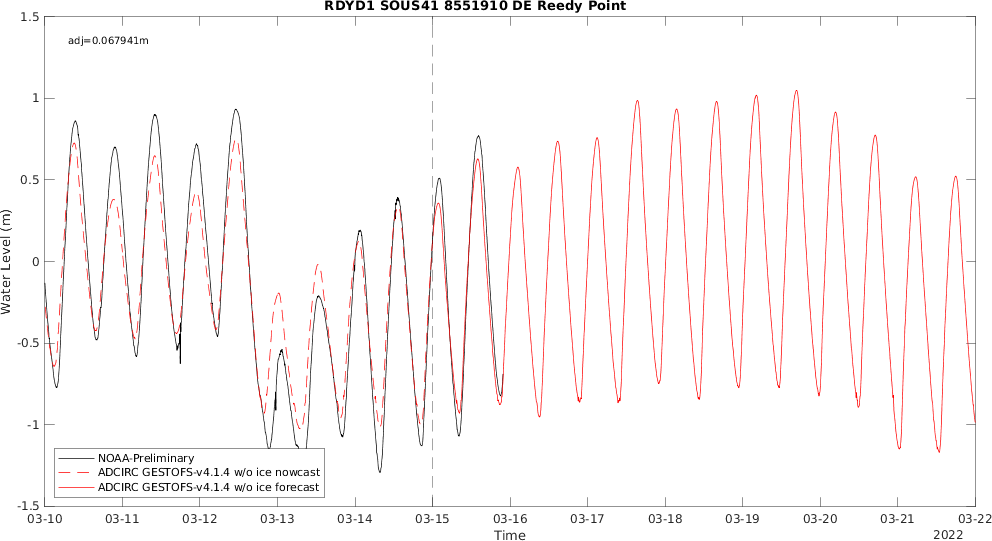 RDYD1 SOUS41 8551910 DE Reedy Point
adj=0.067941m
1.5
1
0.5
0
-0.5
-1
-1.5
Water Level (m)
NOAA-Preliminary
ADCIRC GESTOFS-v4.1.4 w/o ice nowcast
ADCIRC GESTOFS-v4.1.4 w/o ice forecast
03-10 03-11 03-12 03-13 03-14 03-15 03-16 03-17 03-18 03-19 03-20 03-21 03-22
Time
2022